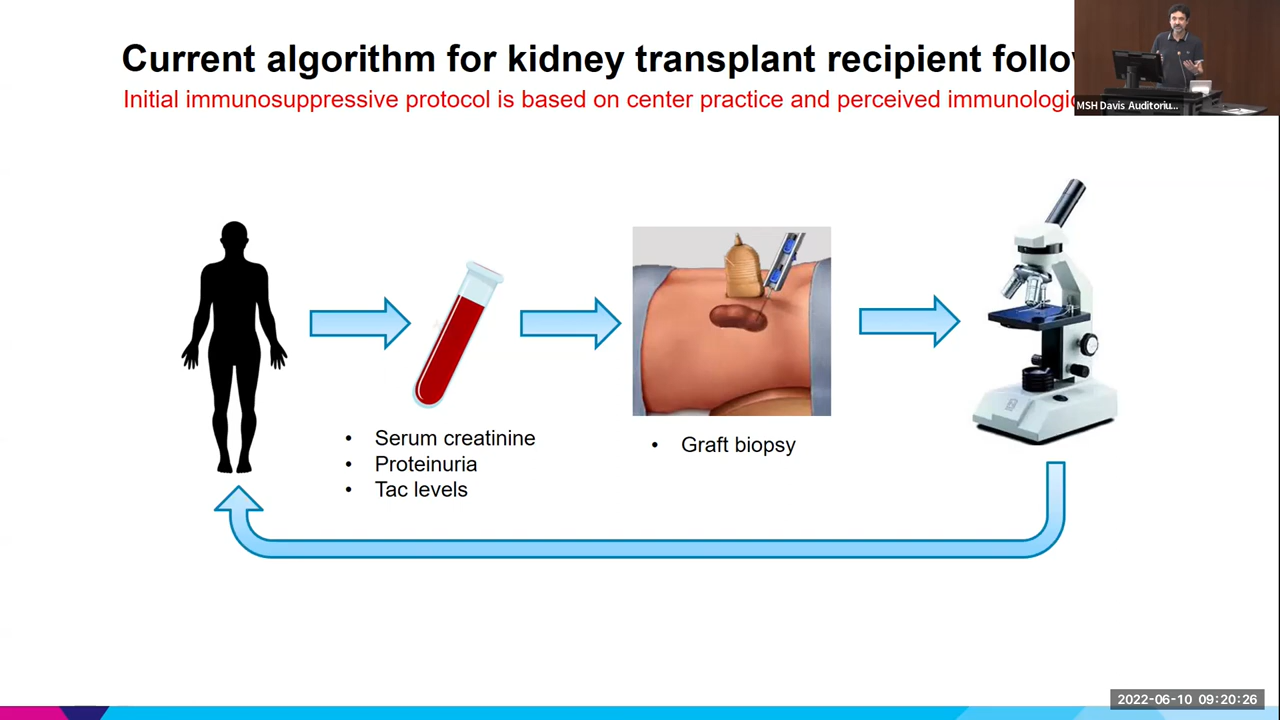 Current algorithm for kidney transplant recipient follow
Initial immunosuppressive protocol is based on center practice and perceived immunologic
MSH Davis Auditoriu...
• Serum creatinine
• Proteinuria
• Tac levels
• Graft biopsy
2022-06-10 09:20:26